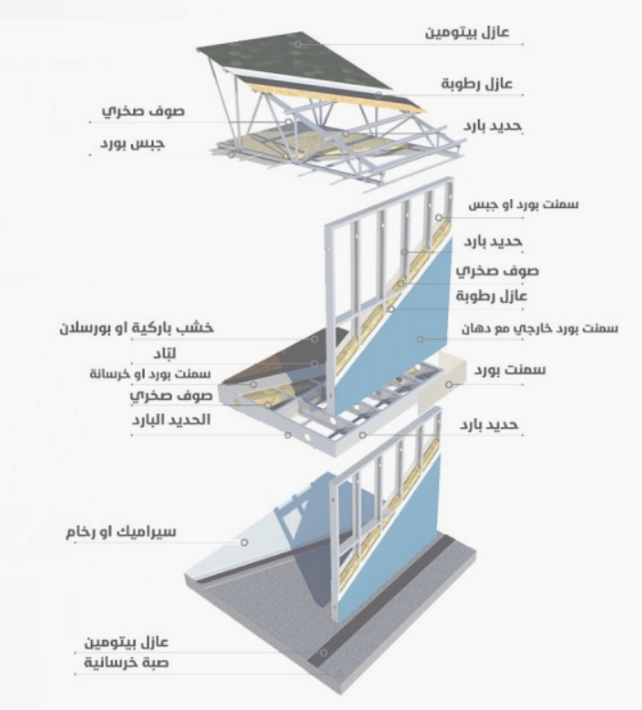 عازل بيتومين
عازل رطوبة
صوف صخري
حديد بارد
جبس بورد
سمنت بورد او جبس
حديد بارد
صوف صخري
عازل رطوبة
خشب باركية او بورسلان
سمنت بورد خارجي مع دهان
لبّاد
سمنت بورد او خرسانة
سمنت بورد
صوف صخري
الحديد البارد
حديد بارد
سيراميك او رخام
عازل بيتومين
صبة خرسانية